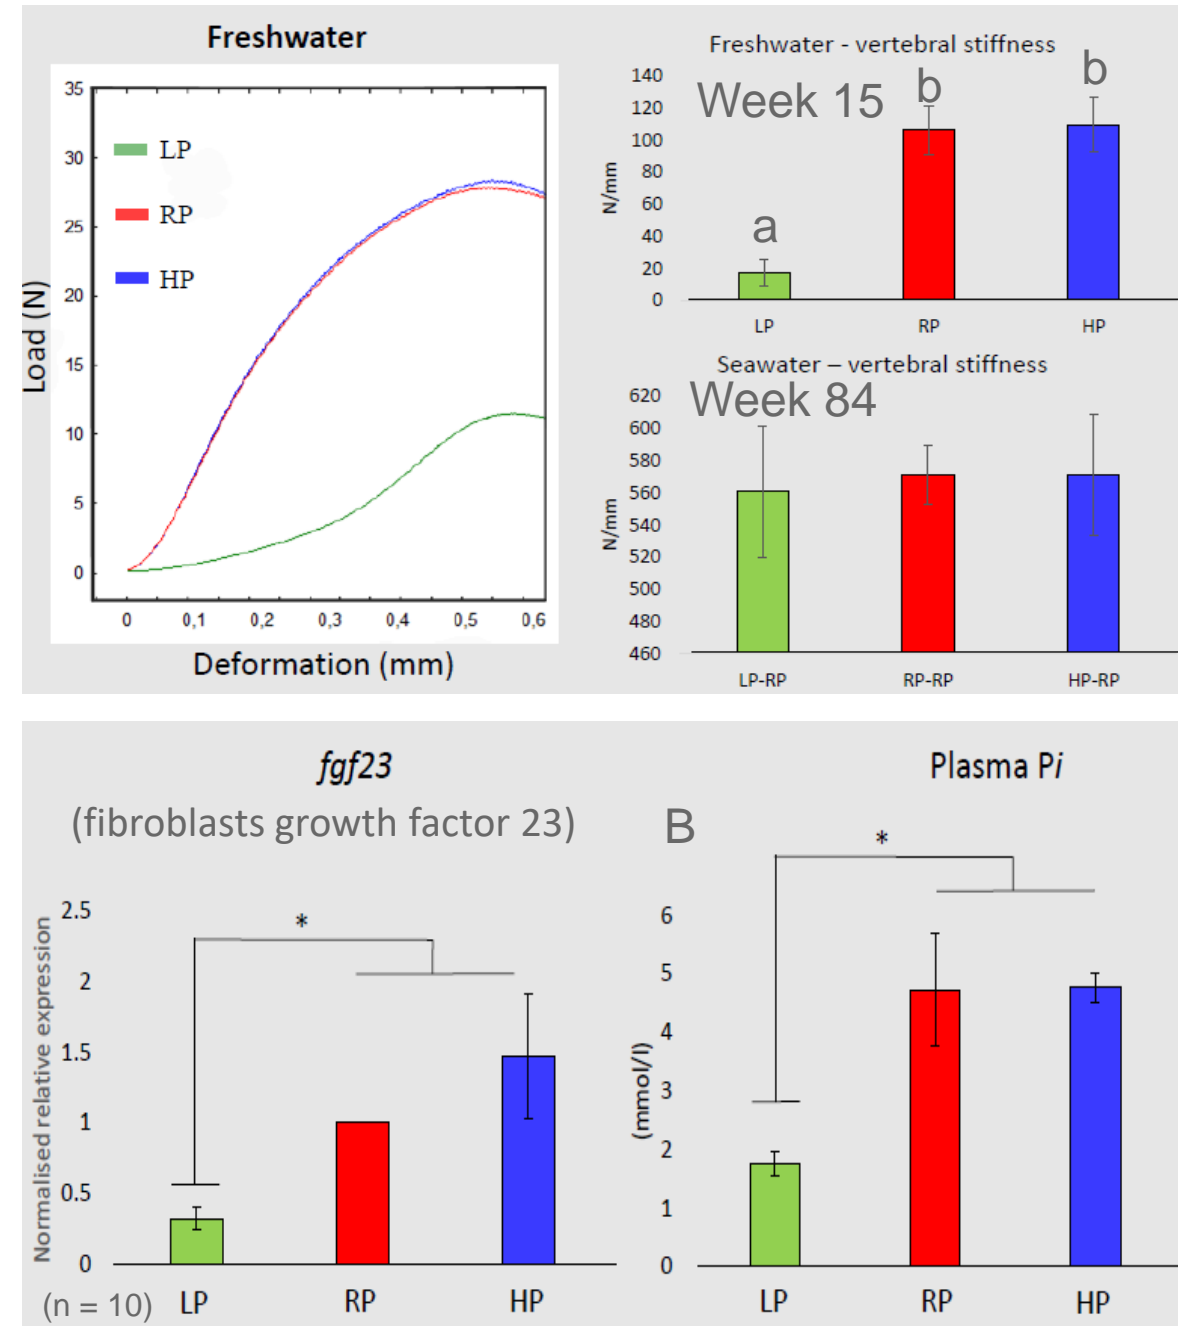 Freshwater
35
30
25
20
15
10
5
0
Load (N)
LP
RP
HP
0 0,1 0,2 0,3 0,4 0,5 0,6
Deformation (mm)
Freshwater - vertebral stiffness
Week 15
140
120
100
80
60
40
20
0
N/mm
a
b
b
LP RP HP
Seawater – vertebral stiffness
Week 84
620
600
580
560
540
520
500
480
460
N/mm
LP-RP RP-RP HP-RP
fgf23
(fibroblasts growth factor 23)
2.5
2
1.5
1
0.5
0
Normalised relative expression
*
(n = 10) LP RP HP
Plasma Pi
B
*
6
5
4
3
2
1
0
(mmol/l)
LP RP HP